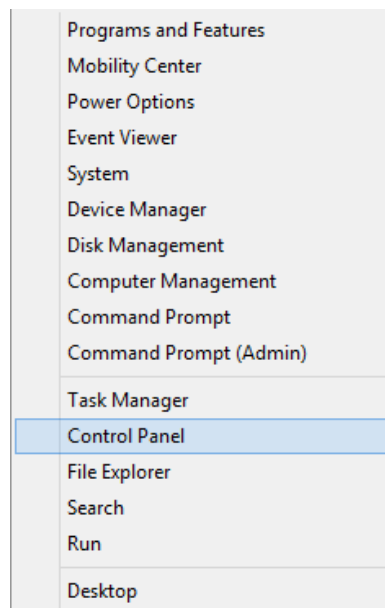 Programs and Features
Mobility Center
Power Options
Event Viewer
System
Device Manager
Disk Management
Computer Management
Command Prompt
Command Prompt (Admin)
Task Manager
Control Panel
File Explorer
Search
Run
Desktop